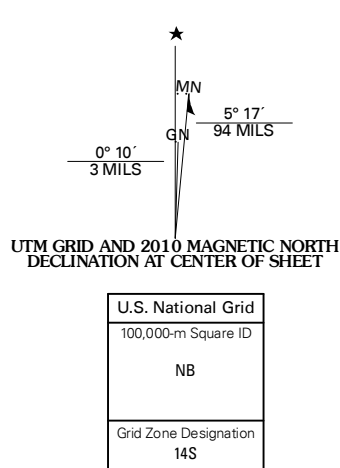 MN
GN
5° 17´
94 MILS
0° 10´
3 MILS
UTM GRID AND 2010 MAGNETIC NORTH
DECLINATION AT CENTER OF SHEET
U.S. National Grid
100,000-m Square ID
NB
Grid Zone Designation
14S